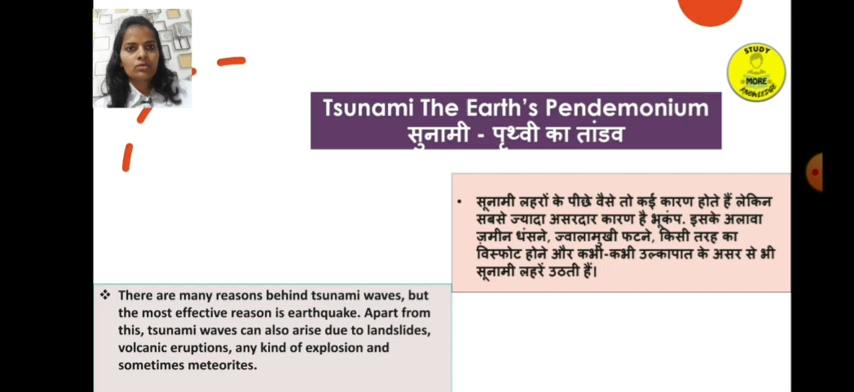 STUDY
MORE
KNOWLEDGE
Tsunami The Earth's Pendemonium
सुनामी - पृथ्वी का तांडव
• सूनामी लहरों के पीछे वैसे तो कई कारण होते हैं लेकिन
सबसे ज्यादा असरदार कारण है भूकंप. इसके अलावा
ज़मीन धंसने, ज्वालामुखी फटने, किसी तरह का
विस्फोट होने और कभी-कभी उल्कापात के असर से भी
सूनामी लहरें उठती हैं।
❖ There are many reasons behind tsunami waves, but
the most effective reason is earthquake. Apart from
this, tsunami waves can also arise due to landslides,
volcanic eruptions, any kind of explosion and
sometimes meteorites.